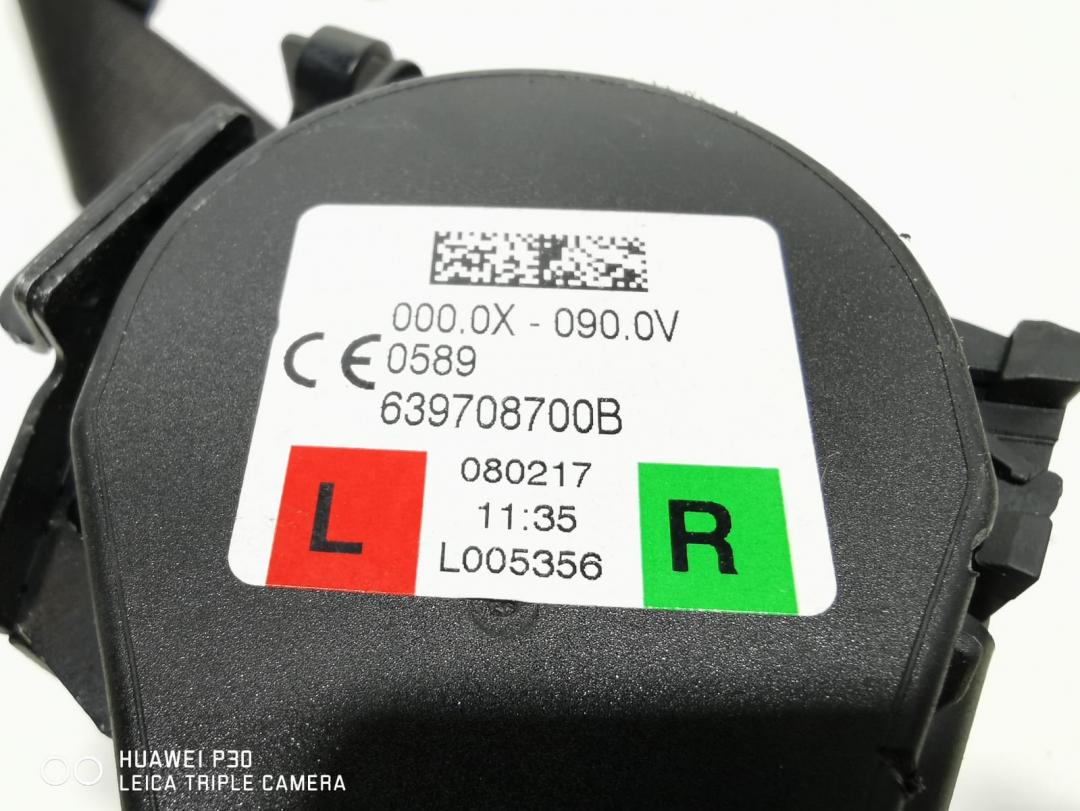 000.0X - 090.0V
CE 0589
639708700B
080217
11:35
L005356
L
R
HUAWEI P30
LEICA TRIPLE CAMERA